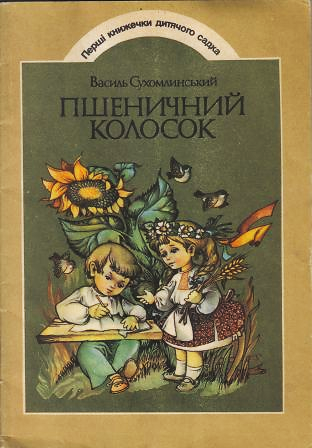 Перші книжечки дитячого садка
Василь Сухомлинський
ПШЕНИЧНИЙ
КОЛОСОК